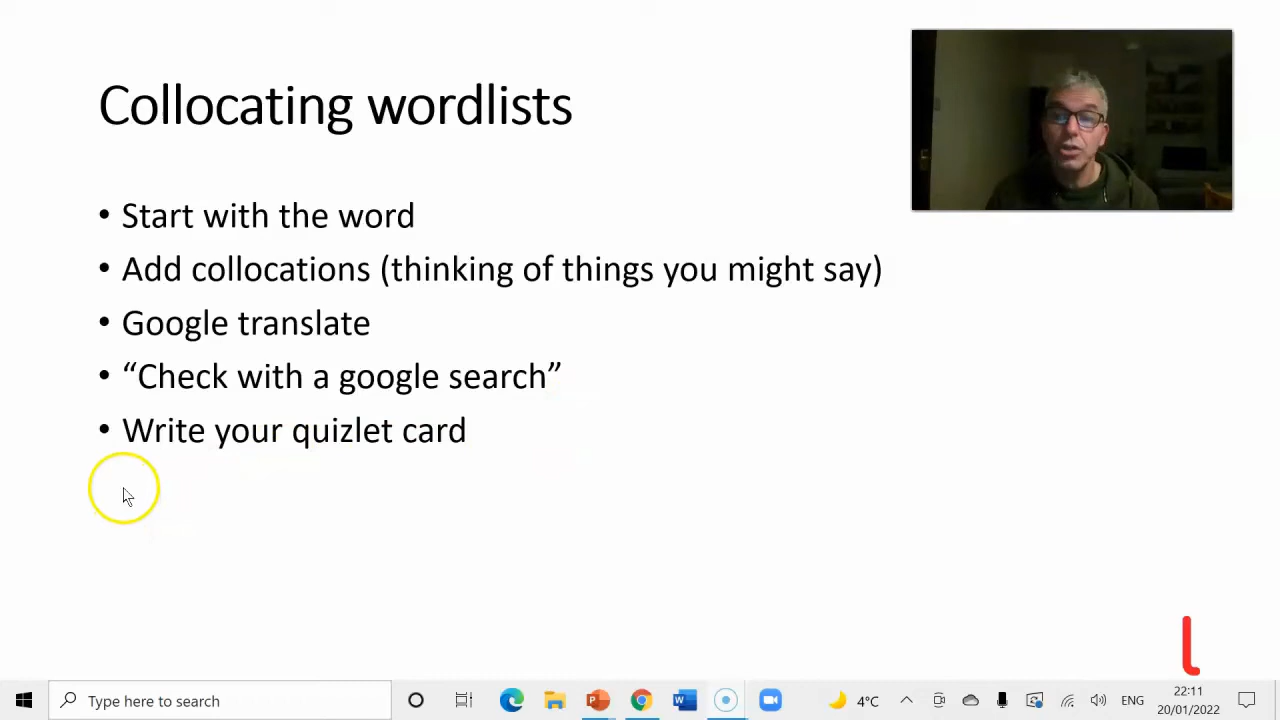 Collocating wordlists
• Start with the word
• Add collocations (thinking of things you might say)
• Google translate
• “Check with a google search”
• Write your quizlet card
l
Type here to search
4°C
ENG
22:11
20/01/2022